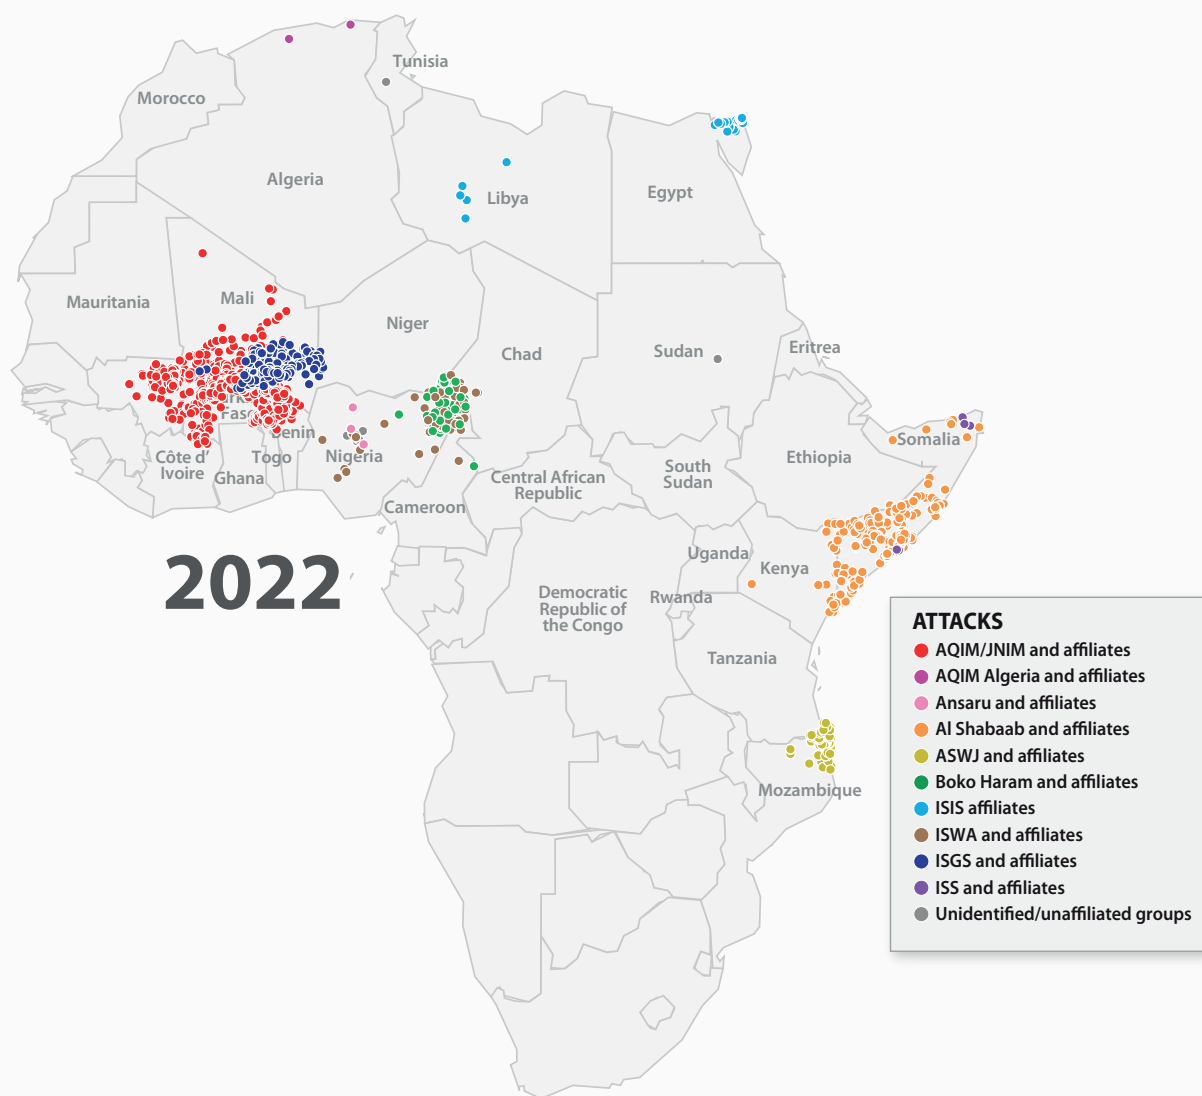 Tunisia
Morocco
Algeria
Libya
Egypt
Mauritania
Mali
Niger
Chad
Sudan
Eritrea
Faso
Benin
Côte d'
Ivoire
Togo
Ghana
Nigeria
Cameroon
Central African
Republic
South
Sudan
Ethiopia
Somalia
2022
Uganda
Kenya
Rwanda
Democratic
Republic of
the Congo
Tanzania
Mozambique
ATTACKS
AQIM/JNIM and affiliates
AQIM Algeria and affiliates
Ansaru and affiliates
Al Shabaab and affiliates
ASWJ and affiliates
Boko Haram and affiliates
ISIS affiliates
ISWA and affiliates
ISGS and affiliates
ISS and affiliates
Unidentified/unaffiliated groups